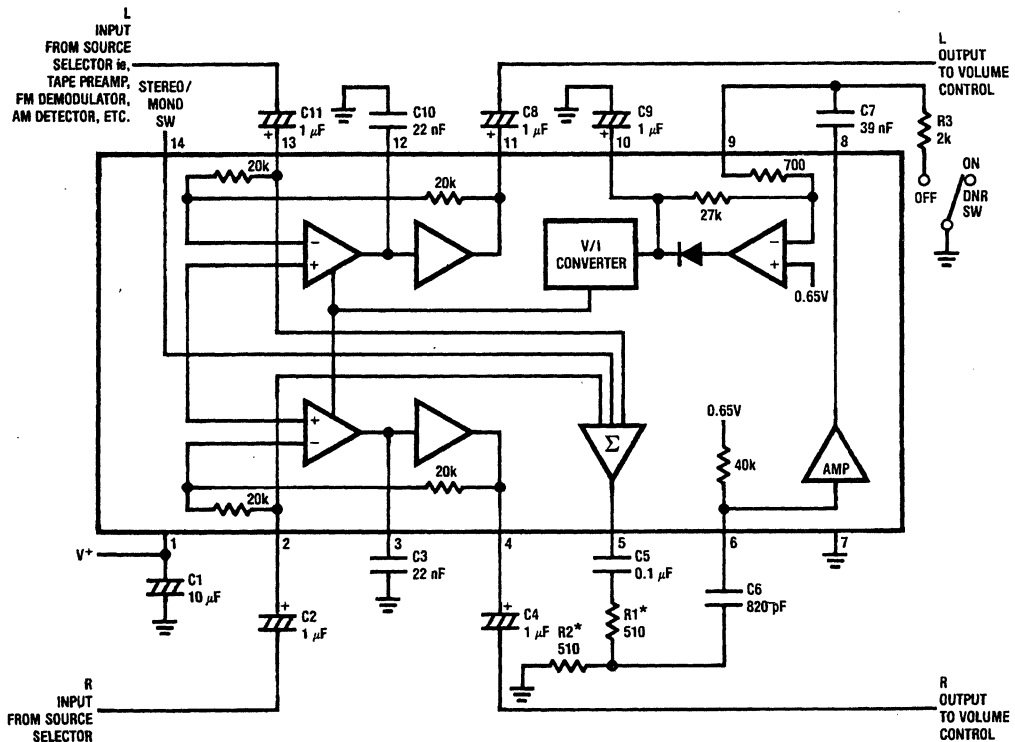 L
INPUT
FROM SOURCE
SELECTOR ie,
TAPE PREAMP,
FM DEMODULATOR,
AM DETECTOR, ETC.
STEREO/
MONO
SW
14
C11
1 μF
+
13
C10
22 nF
12
C8
1 μF
+
11
C9
1 μF
+
10
L
OUTPUT
TO VOLUME
CONTROL
9
C7
39 nF
8
R3
2k
OFF
ON
DNR
SW
20k
20k
700
27k
−
+
V/I
CONVERTER
−
+
0.65V
+
−
20k
20k
Σ
0.65V
40k
AMP
V+
1
C1
10 μF
2
+
C2
1 μF
3
C3
22 nF
4
+
C4
1 μF
5
C5
0.1 μF
R1*
510
R2*
510
6
C6
820 pF
7
R
INPUT
FROM SOURCE
SELECTOR
R
OUTPUT
TO VOLUME
CONTROL